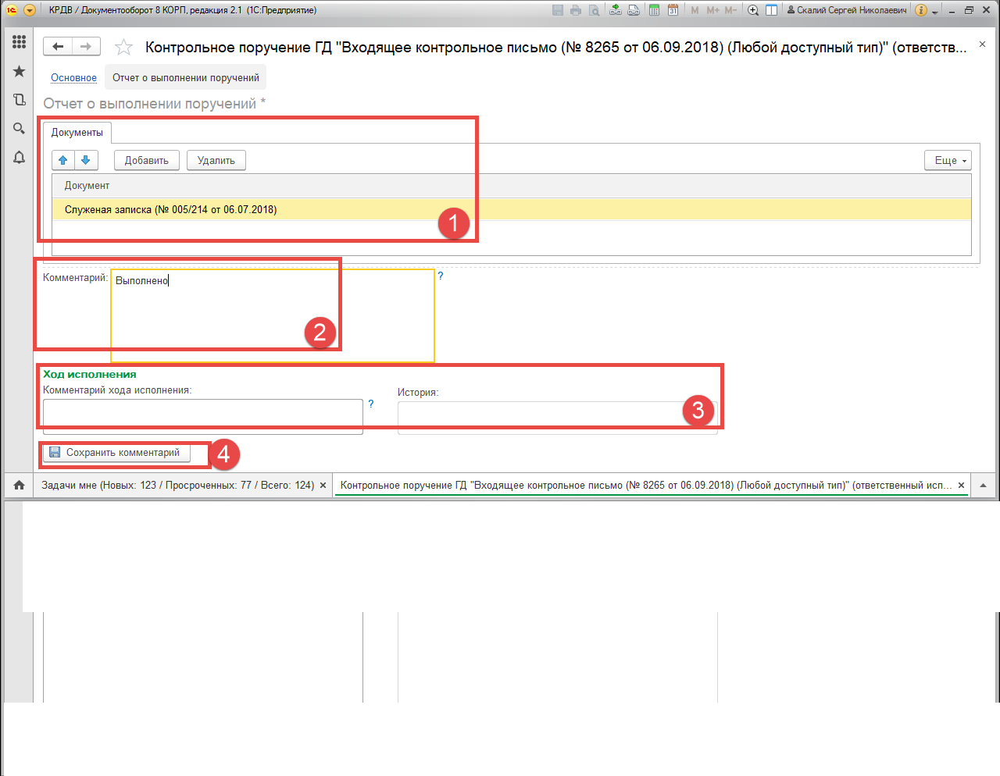 КРДВ / Документооборот 8 КОРП, редакция 2.1 (1С:Предприятие)
M M+ M- Скалий Сергей Николаевич
Контрольное поручение ГД "Входящее контрольное письмо (№ 8265 от 06.09.2018) (Любой доступный тип)" (ответств...
Основное Отчет о выполнении поручений
Отчет о выполнении поручений *
Документы
Добавить Удалить Еще
Документ
Служеная записка (№ 005/214 от 06.07.2018)
1
Комментарий: Выполнено ?
2
Ход исполнения
Комментарий хода исполнения: ? История:
3
Сохранить комментарий 4
Задачи мне (Новых: 123 / Просроченных: 77 / Всего: 124) Контрольное поручение ГД "Входящее контрольное письмо (№ 8265 от 06.09.2018) (Любой доступный тип)" (ответственный исп...